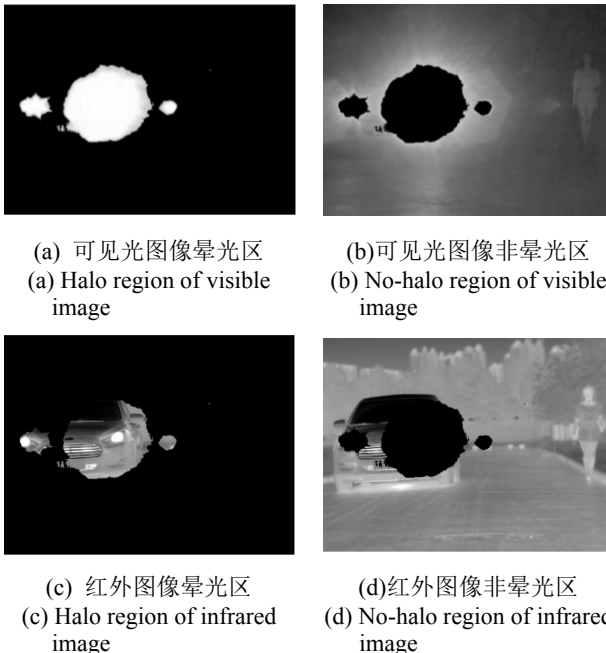 (a) 可见光图像晕光区
(a) Halo region of visible
image
(b)可见光图像非晕光区
(b) No-halo region of visible
image
(c) 红外图像晕光区
(c) Halo region of infrared
image
(d)红外图像非晕光区
(d) No-halo region of infrared
image